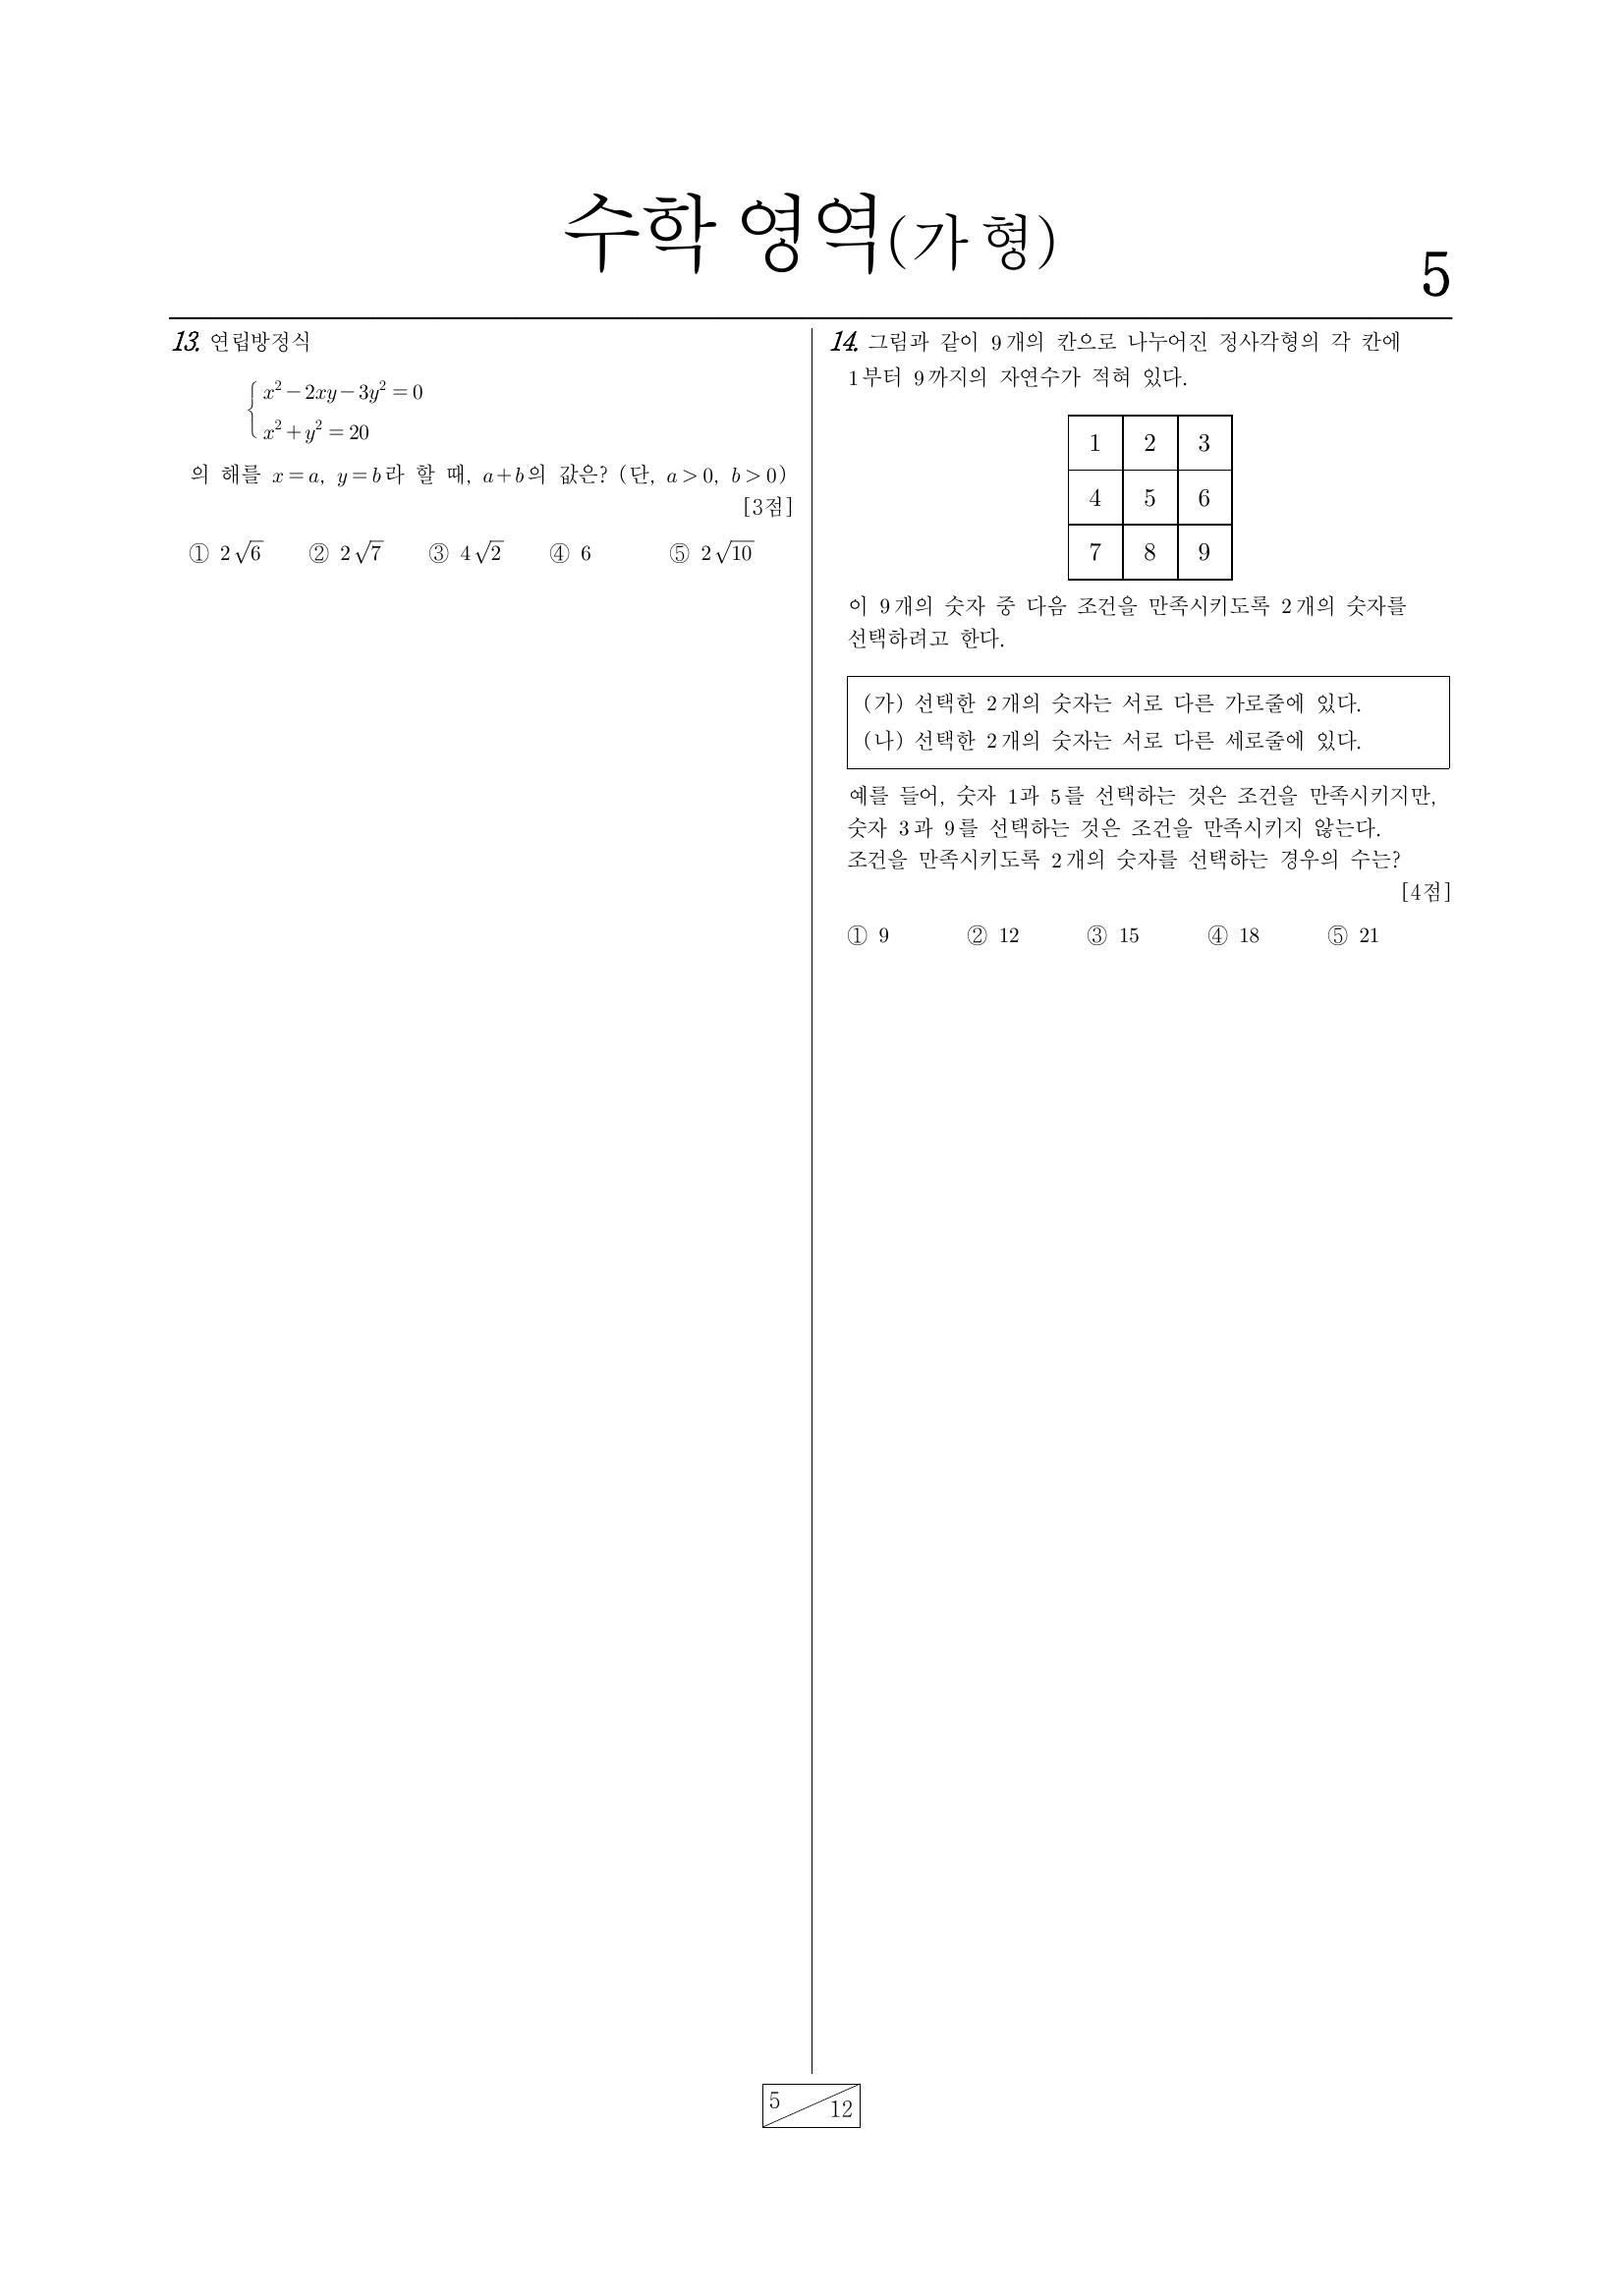 수학 영역(가 형)
5
13. 연립방정식
x² − 2xy − 3y² = 0
x² + y² = 20
의 해를 x = a, y = b라 할 때, a+b의 값은? (단, a > 0, b > 0)
[3점]
① 2√6 ② 2√7 ③ 4√2 ④ 6 ⑤ 2√10
14. 그림과 같이 9개의 칸으로 나누어진 정사각형의 각 칸에
1부터 9까지의 자연수가 적혀 있다.
1 2 3
4 5 6
7 8 9
이 9개의 숫자 중 다음 조건을 만족시키도록 2개의 숫자를
선택하려고 한다.
(가) 선택한 2개의 숫자는 서로 다른 가로줄에 있다.
(나) 선택한 2개의 숫자는 서로 다른 세로줄에 있다.
예를 들어, 숫자 1과 5를 선택하는 것은 조건을 만족시키지만,
숫자 3과 9를 선택하는 것은 조건을 만족시키지 않는다.
조건을 만족시키도록 2개의 숫자를 선택하는 경우의 수는?
[4점]
① 9 ② 12 ③ 15 ④ 18 ⑤ 21
5
12